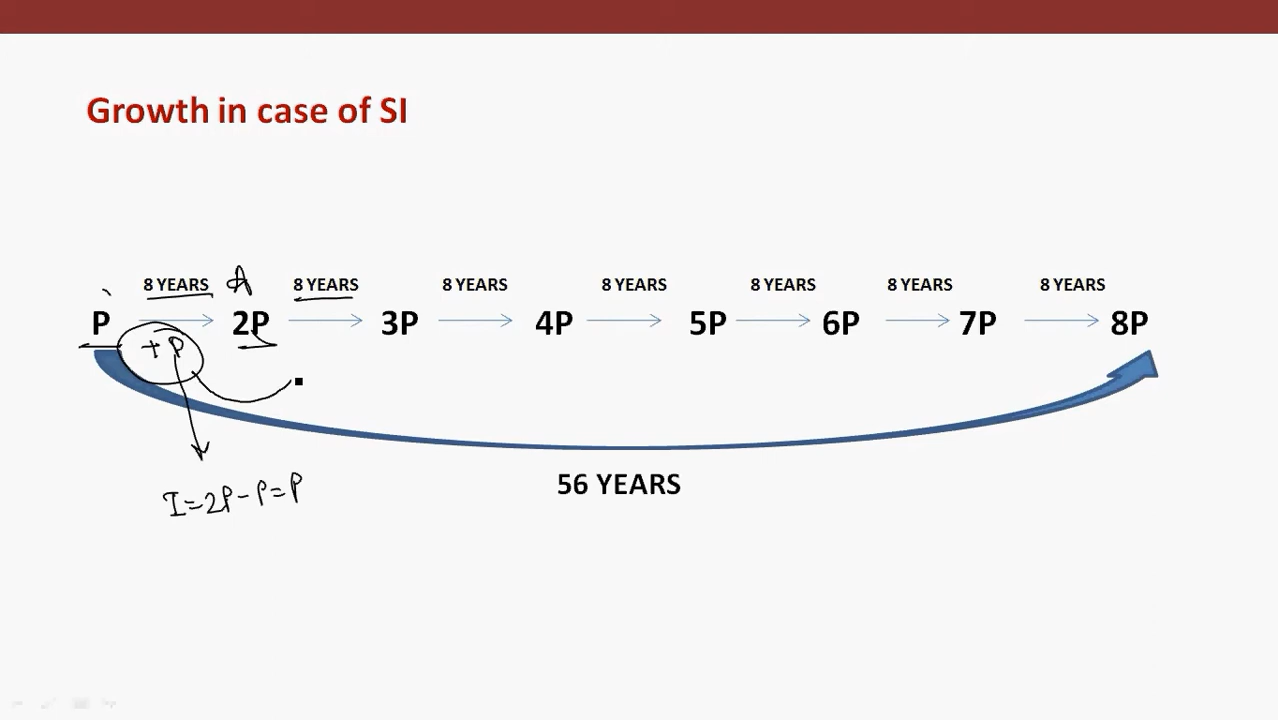 Growth in case of SI
8 YEARS A 8 YEARS 8 YEARS 8 YEARS 8 YEARS 8 YEARS 8 YEARS
P 2P 3P 4P 5P 6P 7P 8P
+P
56 YEARS
I=2P-P=P